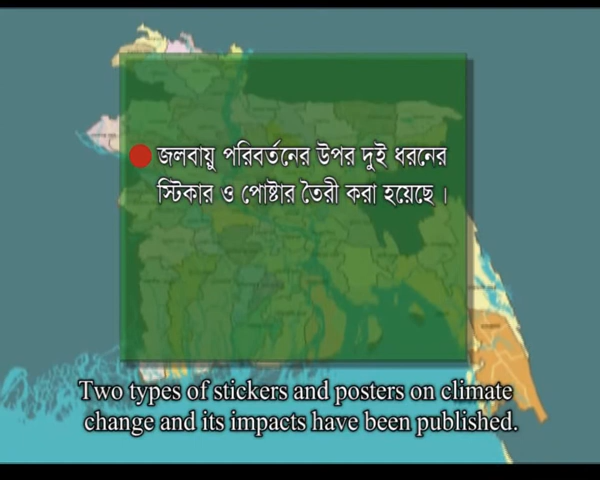 জলবায়ু পরিবর্তনের উপর দুই ধরনের
স্টিকার ও পোষ্টার তৈরী করা হয়েছে।
Two types of stickers and posters on climate
change and its impacts have been published.